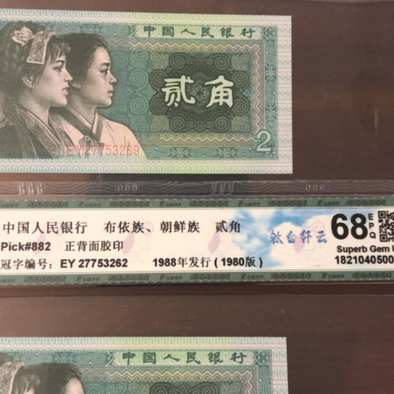 中国人民银行
贰角
EY27753269
2
中国人民银行 布依族、朝鲜族 贰角
68 EPQ
Pick#882 正背面胶印
Superb Gem
冠字编号: EY 27753262 1988年发行(1980版)
1821040500
中国人民银行